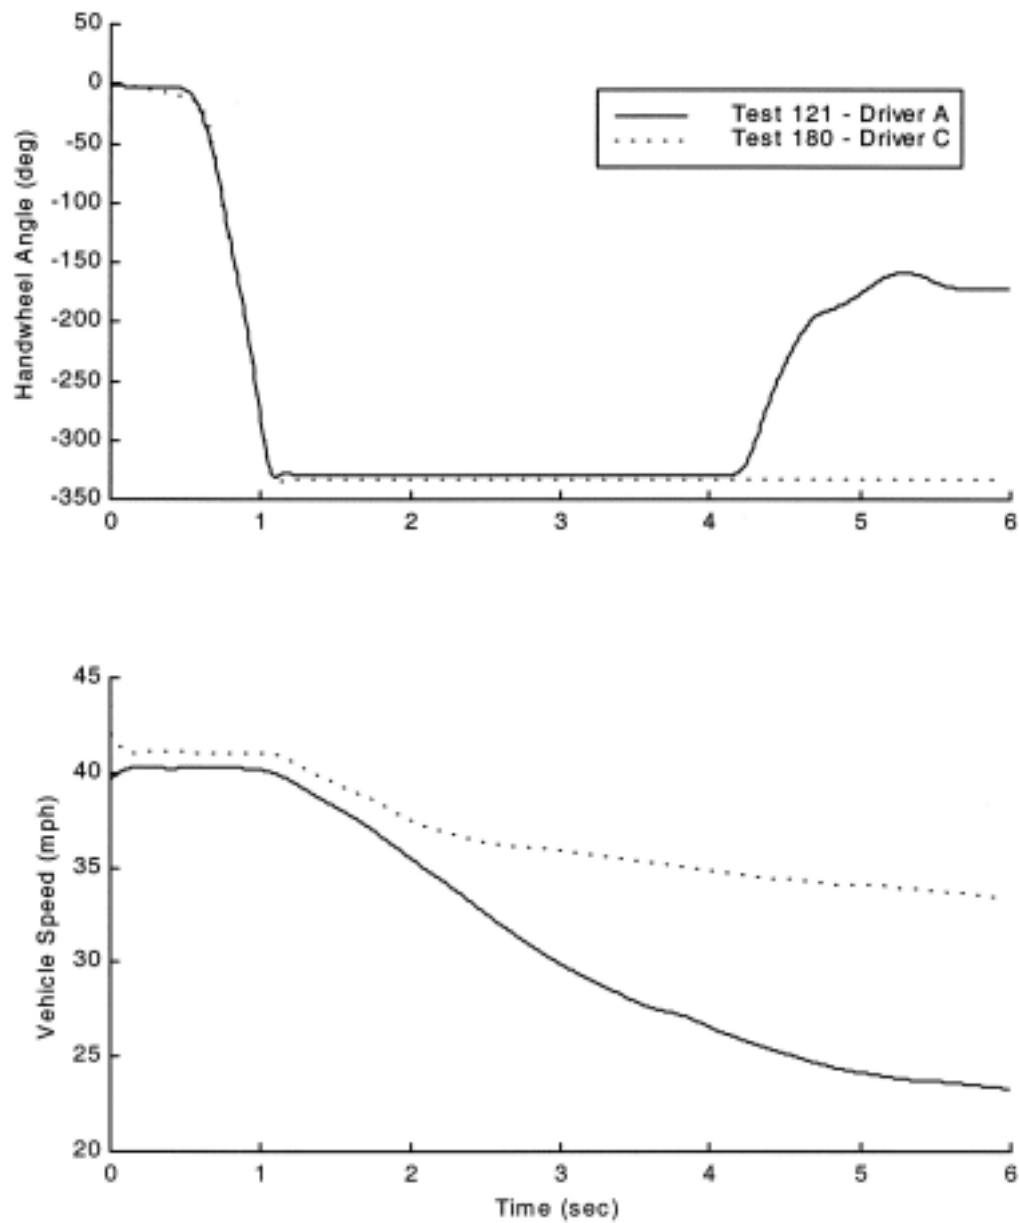 50
0
-50
-100
-150
-200
-250
-300
-350
Handwheel Angle (deg)
Test 121 - Driver A
Test 180 - Driver C
0 1 2 3 4 5 6
45
40
35
30
25
20
Vehicle Speed (mph)
0 1 2 3 4 5 6
Time (sec)